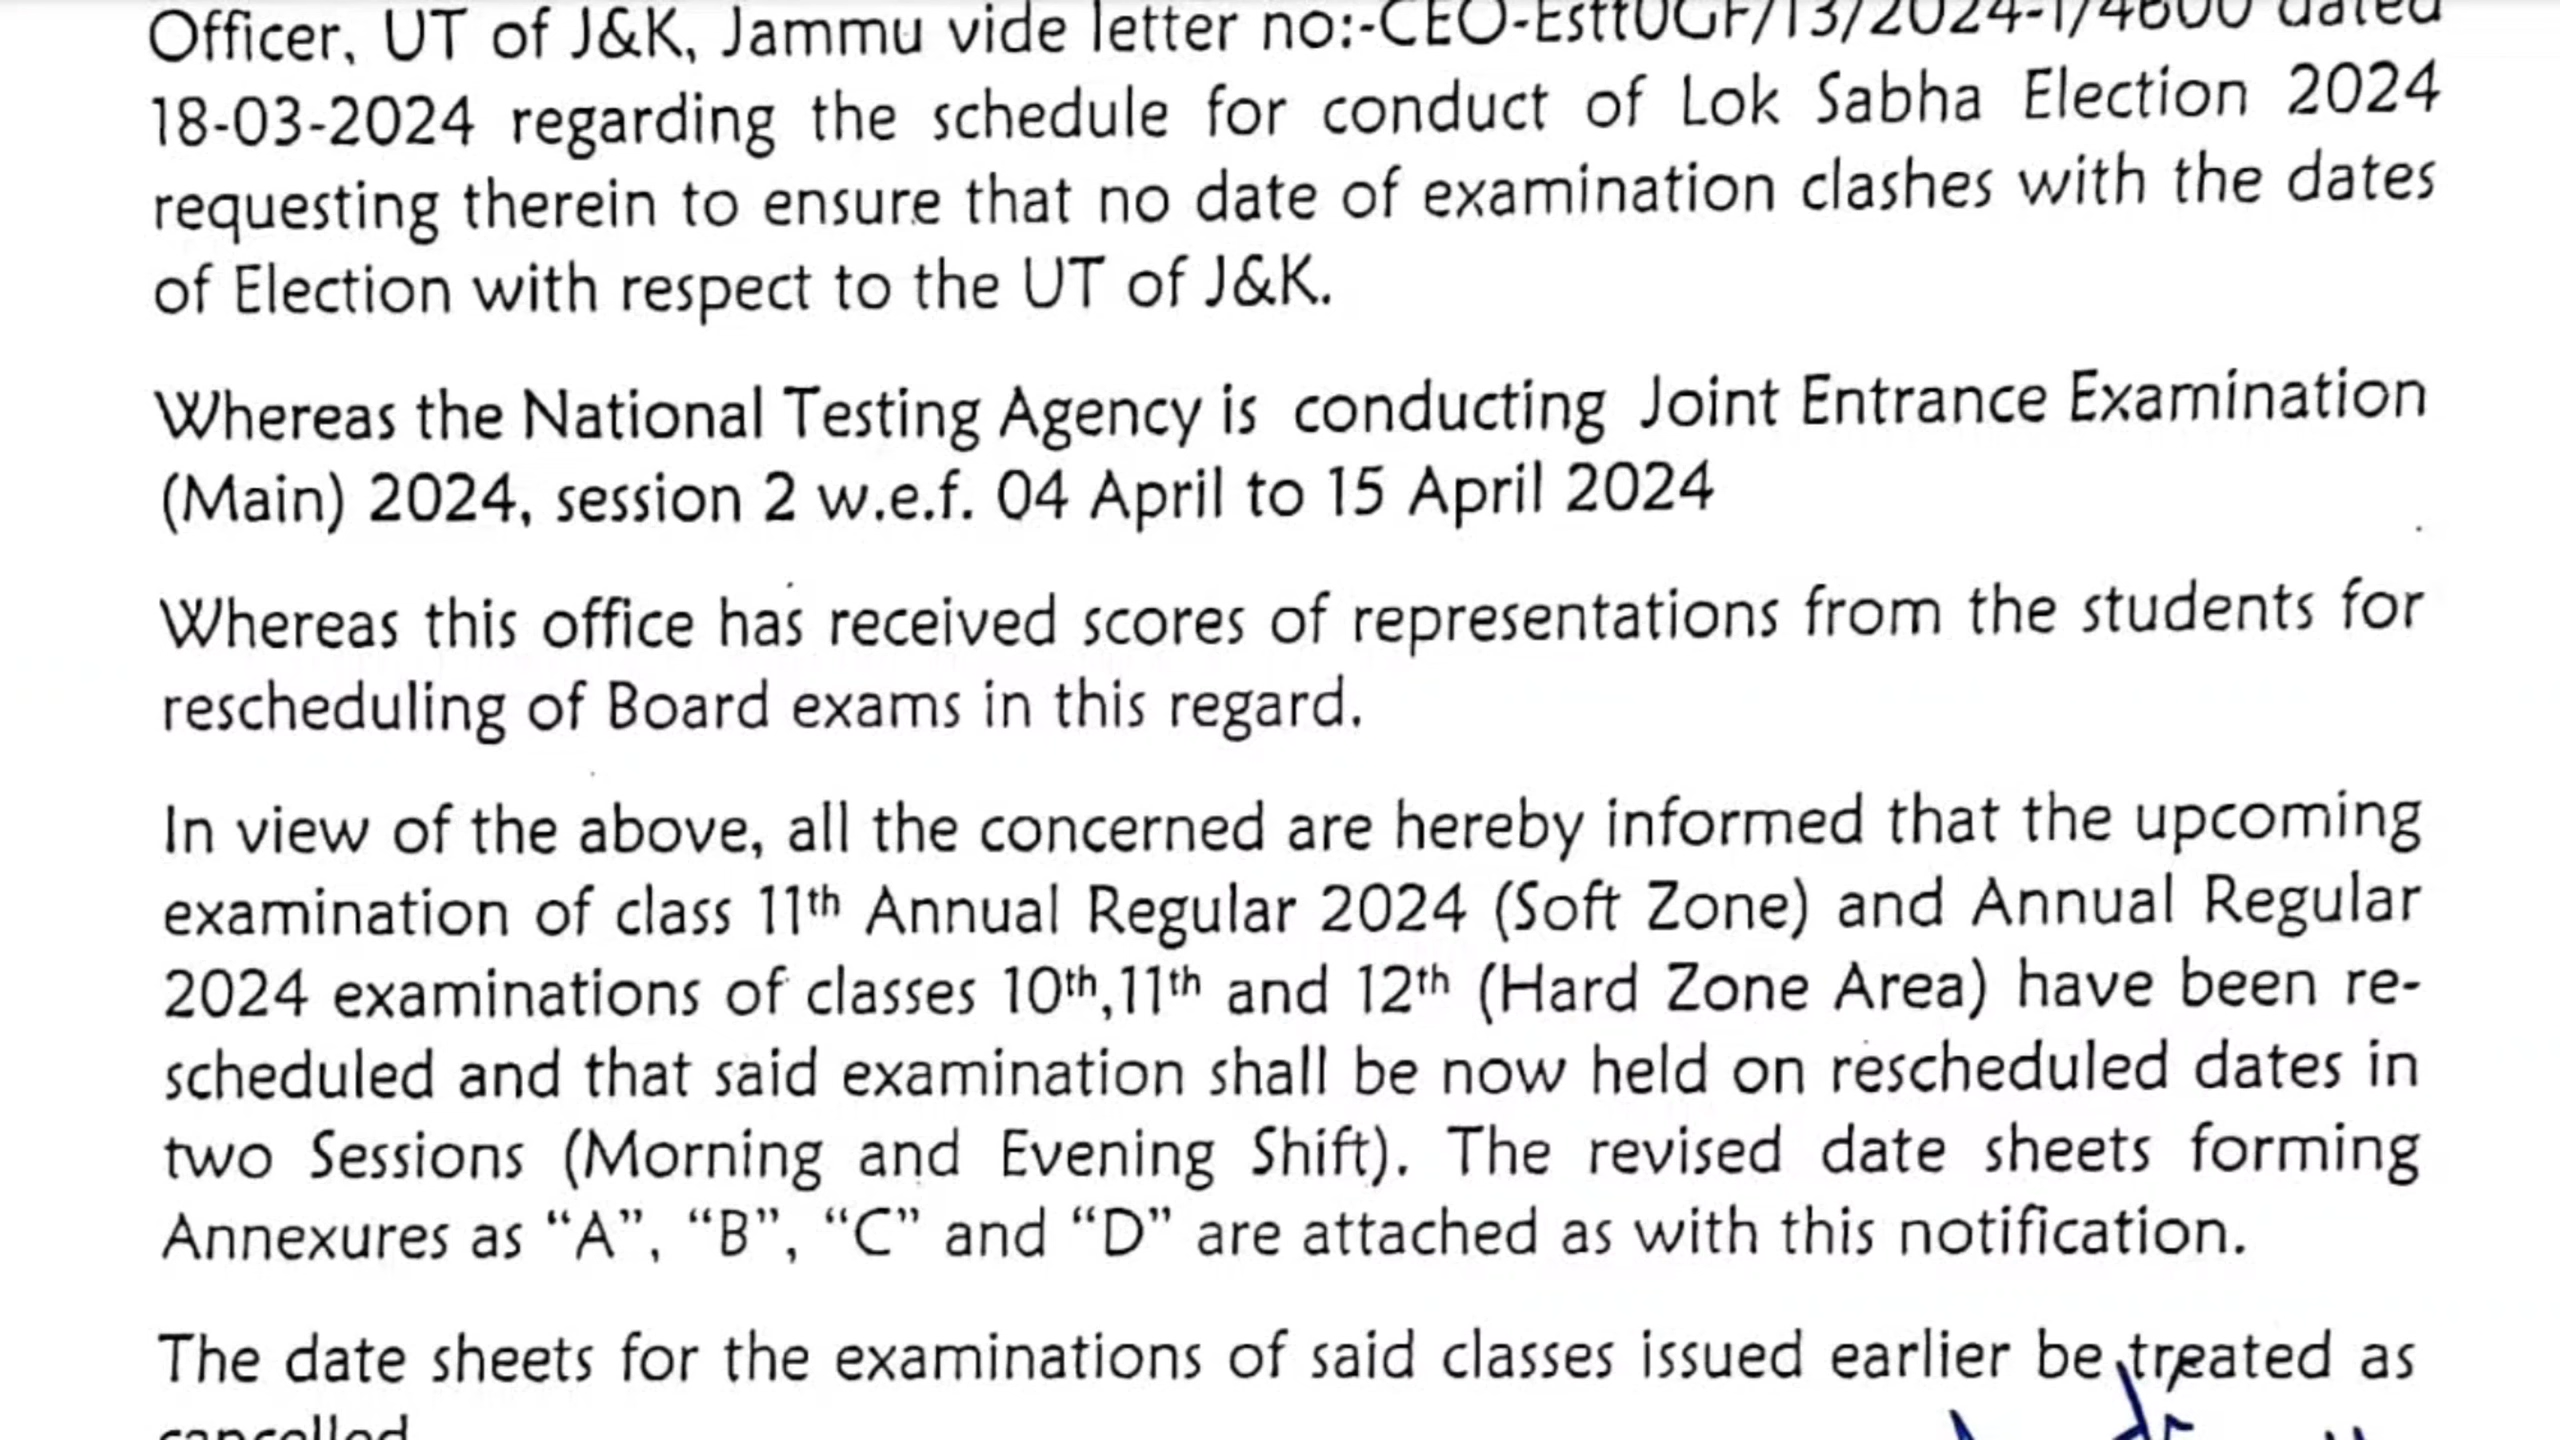 Officer, UT of J&K, Jammu vide letter no:-CEO-Estt0GF/13/2024-1/4600 dated
18-03-2024 regarding the schedule for conduct of Lok Sabha Election 2024
requesting therein to ensure that no date of examination clashes with the dates
of Election with respect to the UT of J&K.
Whereas the National Testing Agency is conducting Joint Entrance Examination
(Main) 2024, session 2 w.e.f. 04 April to 15 April 2024
Whereas this office has received scores of representations from the students for
rescheduling of Board exams in this regard.
In view of the above, all the concerned are hereby informed that the upcoming
examination of class 11th Annual Regular 2024 (Soft Zone) and Annual Regular
2024 examinations of classes 10th,11th and 12th (Hard Zone Area) have been re-
scheduled and that said examination shall be now held on rescheduled dates in
two Sessions (Morning and Evening Shift). The revised date sheets forming
Annexures as “A”, “B”, “C” and “D” are attached as with this notification.
The date sheets for the examinations of said classes issued earlier be treated as
cancelled